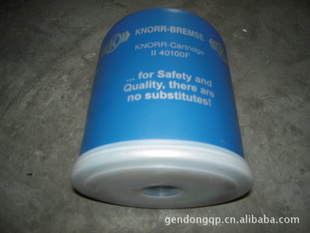 KNORR-BREMSE
KNORR-Cartridge
II 40100F
... for Safety and
Quality, there are
no substitutes!
gendongqp.cn.alibaba.com